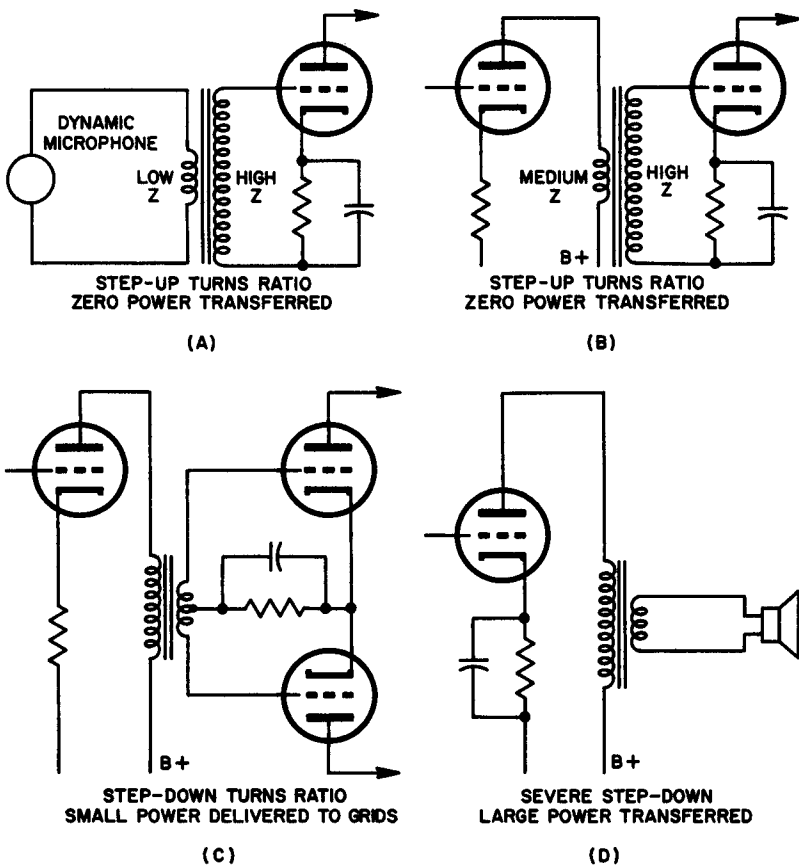 DYNAMIC
MICROPHONE
LOW
Z
HIGH
Z
STEP-UP TURNS RATIO
ZERO POWER TRANSFERRED
(A)
MEDIUM
Z
HIGH
Z
B+
STEP-UP TURNS RATIO
ZERO POWER TRANSFERRED
(B)
B+
STEP-DOWN TURNS RATIO
SMALL POWER DELIVERED TO GRIDS
(C)
B+
SEVERE STEP-DOWN
LARGE POWER TRANSFERRED
(D)